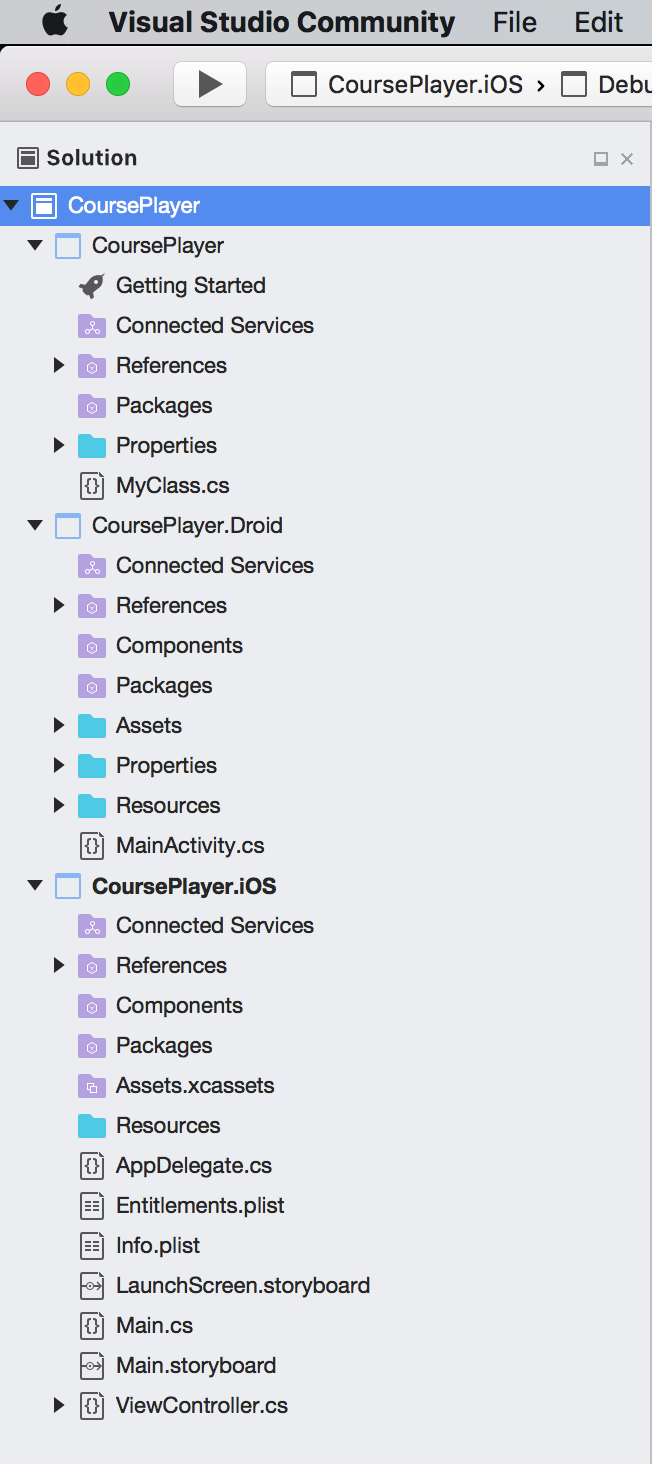 Visual Studio Community File Edit
CoursePlayer.iOS › Debu
Solution
CoursePlayer
CoursePlayer
Getting Started
Connected Services
References
Packages
Properties
MyClass.cs
CoursePlayer.Droid
Connected Services
References
Components
Packages
Assets
Properties
Resources
MainActivity.cs
CoursePlayer.iOS
Connected Services
References
Components
Packages
Assets.xcassets
Resources
AppDelegate.cs
Entitlements.plist
Info.plist
LaunchScreen.storyboard
Main.cs
Main.storyboard
ViewController.cs